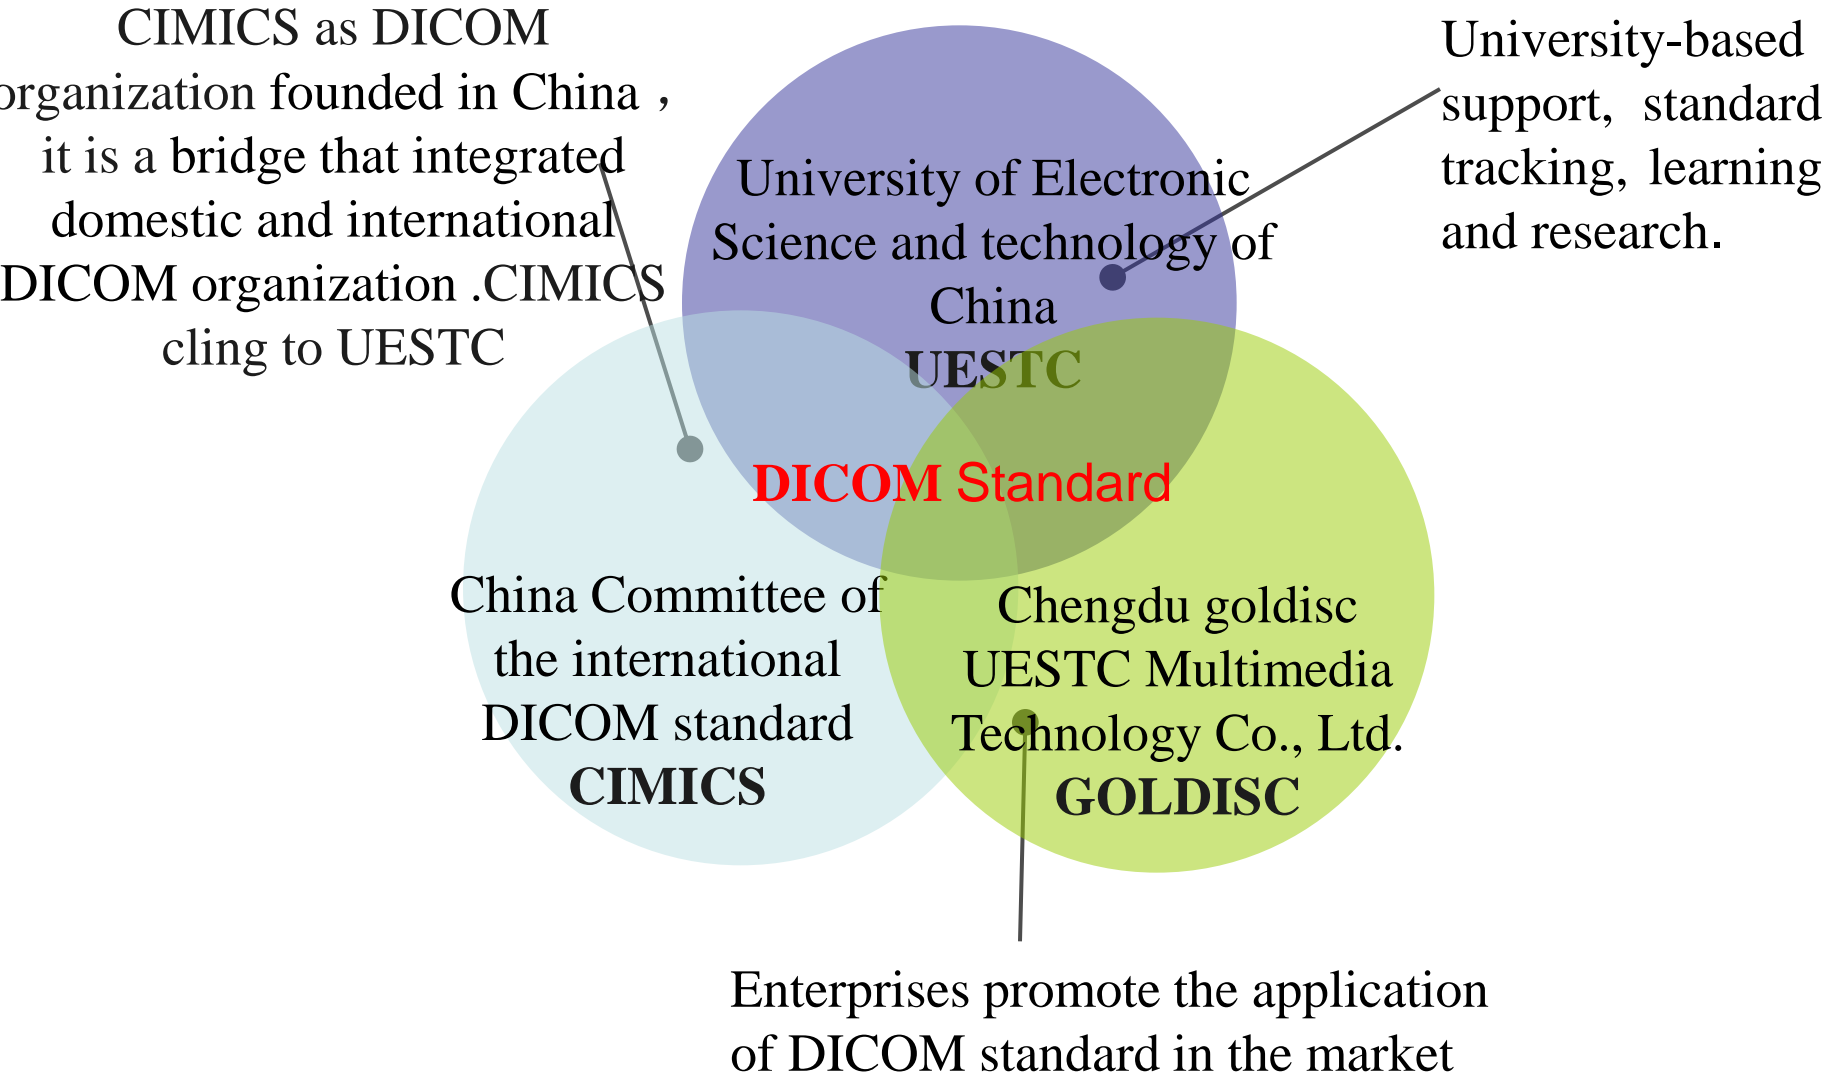 CIMICS as DICOM
organization founded in China，
it is a bridge that integrated
domestic and international
DICOM organization .CIMICS
cling to UESTC
University-based
support, standard
tracking, learning
and research.
University of Electronic
Science and technology of
China
UESTC
DICOM Standard
China Committee of
the international
DICOM standard
CIMICS
Chengdu goldisc
UESTC Multimedia
Technology Co., Ltd.
GOLDISC
Enterprises promote the application
of DICOM standard in the market